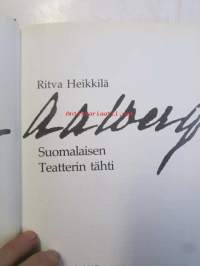 Ritva Heikkilä
Aalberg
Suomalaisen
Teatterin tähti